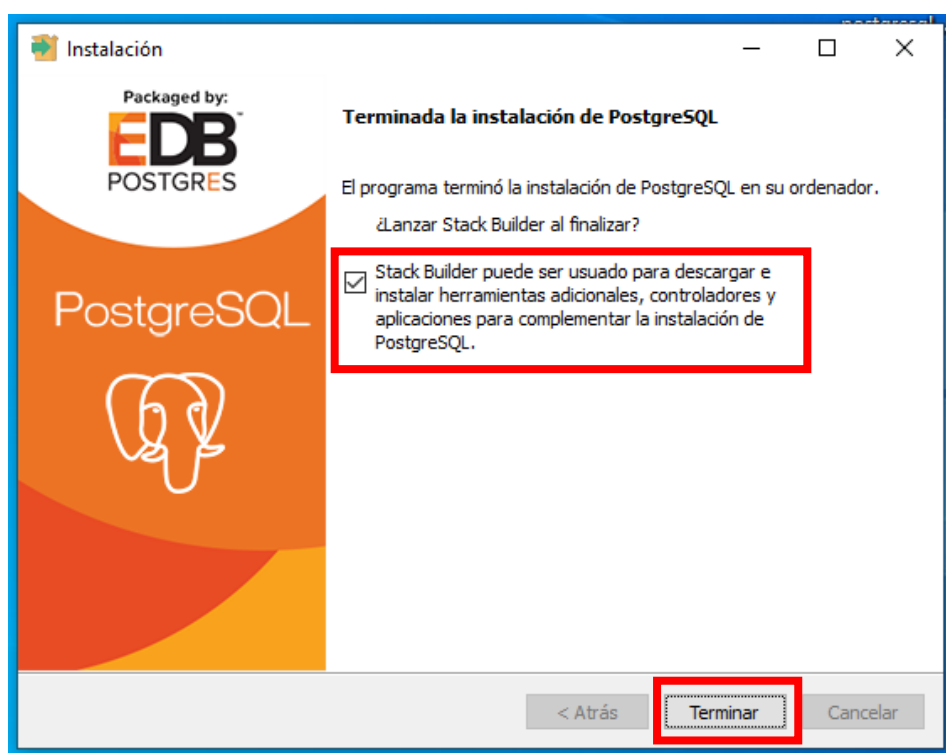 Instalación
Packaged by:
EDB
POSTGRES
PostgreSQL
Terminada la instalación de PostgreSQL
El programa terminó la instalación de PostgreSQL en su ordenador.
¿Lanzar Stack Builder al finalizar?
Stack Builder puede ser usado para descargar e
instalar herramientas adicionales, controladores y
aplicaciones para complementar la instalación de
PostgreSQL.
< Atrás
Terminar
Cancelar